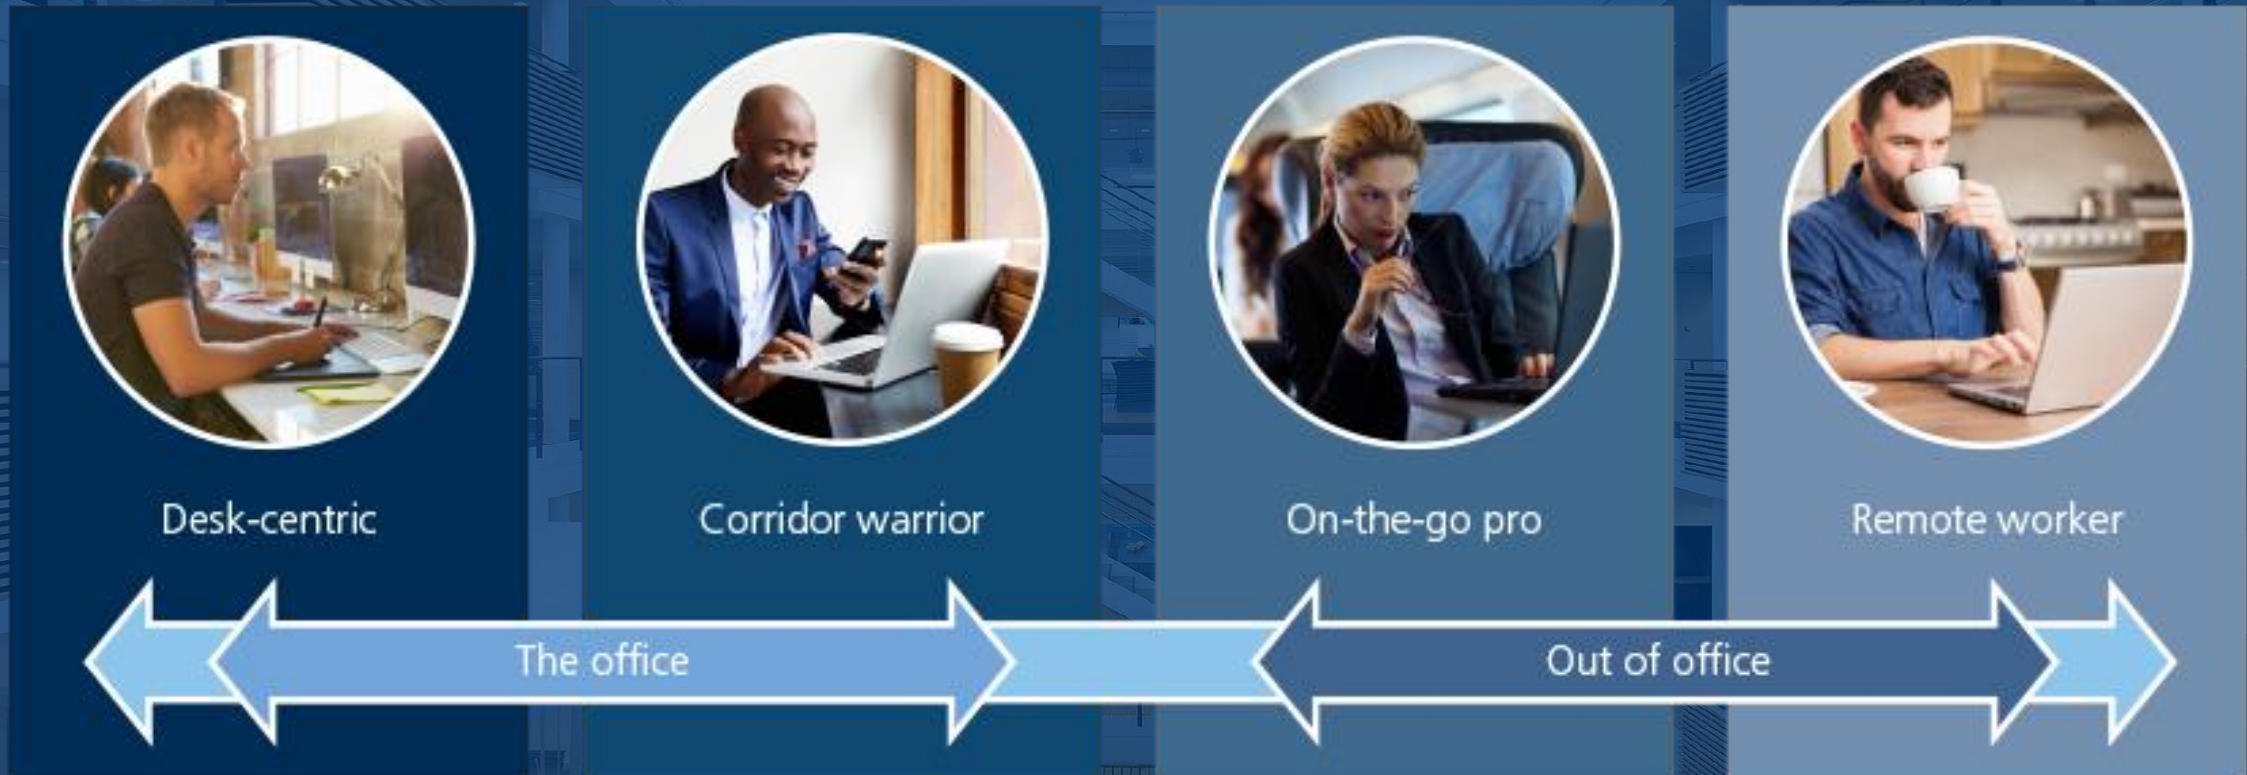 Desk-centric
Corridor warrior
On-the-go pro
Remote worker
The office
Out of office